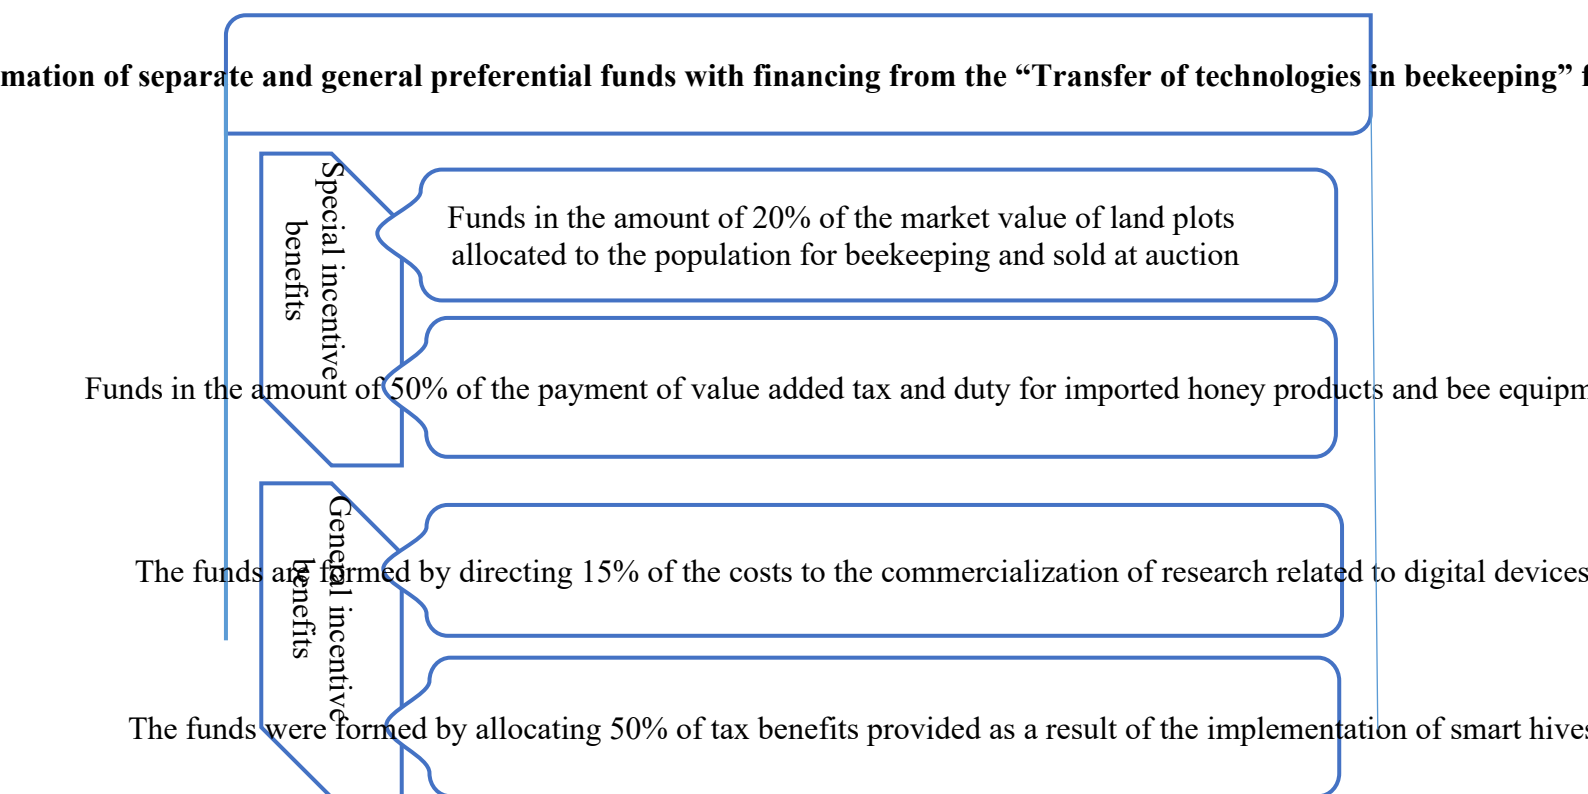 mation of separate and general preferential funds with financing from the “Transfer of technologies in beekeeping” f
Special incentive
benefits
Funds in the amount of 20% of the market value of land plots
allocated to the population for beekeeping and sold at auction
Funds in the amount of 50% of the payment of value added tax and duty for imported honey products and bee equipm
General incentive
benefits
The funds are formed by directing 15% of the costs to the commercialization of research related to digital devices
The funds were formed by allocating 50% of tax benefits provided as a result of the implementation of smart hives